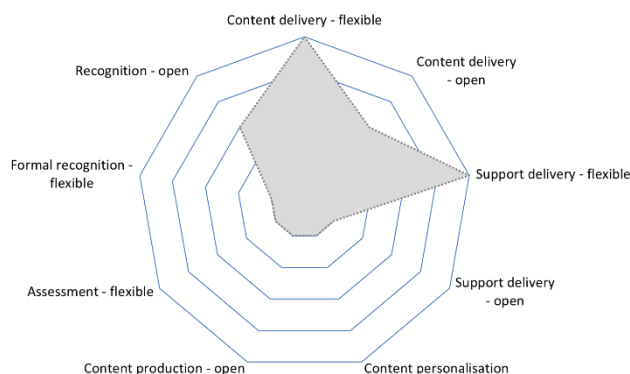 Content delivery - flexible
Content delivery
- open
Support delivery - flexible
Support delivery
- open
Content personalisation
Content production - open
Assessment - flexible
Formal recognition -
flexible
Recognition - open